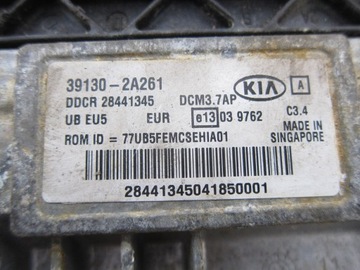 39130-2A261
KIA A
DDCR 28441345 DCM3.7AP
UB EU5 EUR e13 03 9762 C3.4
ROM ID = 77UB5FEMCSEHIA01 MADE IN
SINGAPORE
28441345041850001